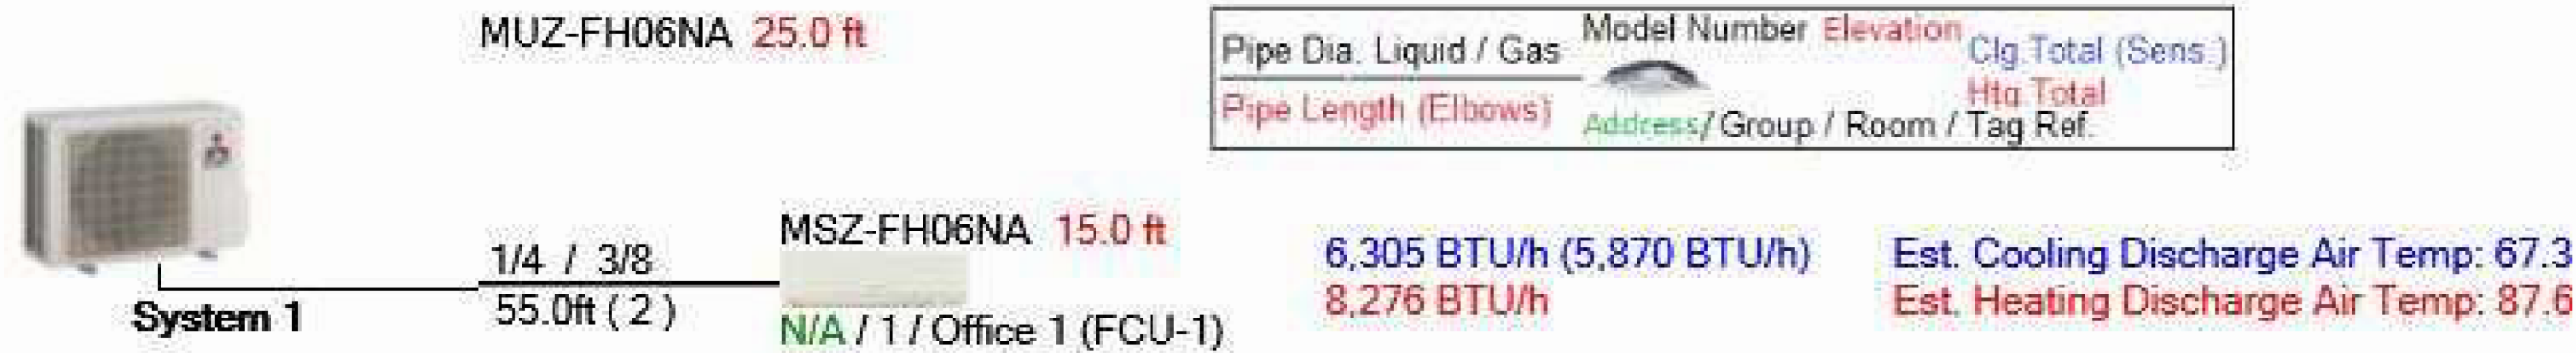 MUZ-FH06NA 25.0 ft
Pipe Dia. Liquid / Gas
Pipe Length (Elbows)
Model Number Elevation
Clg.Total (Sens.)
Htg Total
Address/ Group / Room / Tag Ref.
System 1
1/4 / 3/8
55.0ft ( 2 )
MSZ-FH06NA 15.0 ft
N/A / 1 / Office 1 (FCU-1)
6,305 BTU/h (5,870 BTU/h)
8,276 BTU/h
Est. Cooling Discharge Air Temp: 67.3
Est. Heating Discharge Air Temp: 87.6